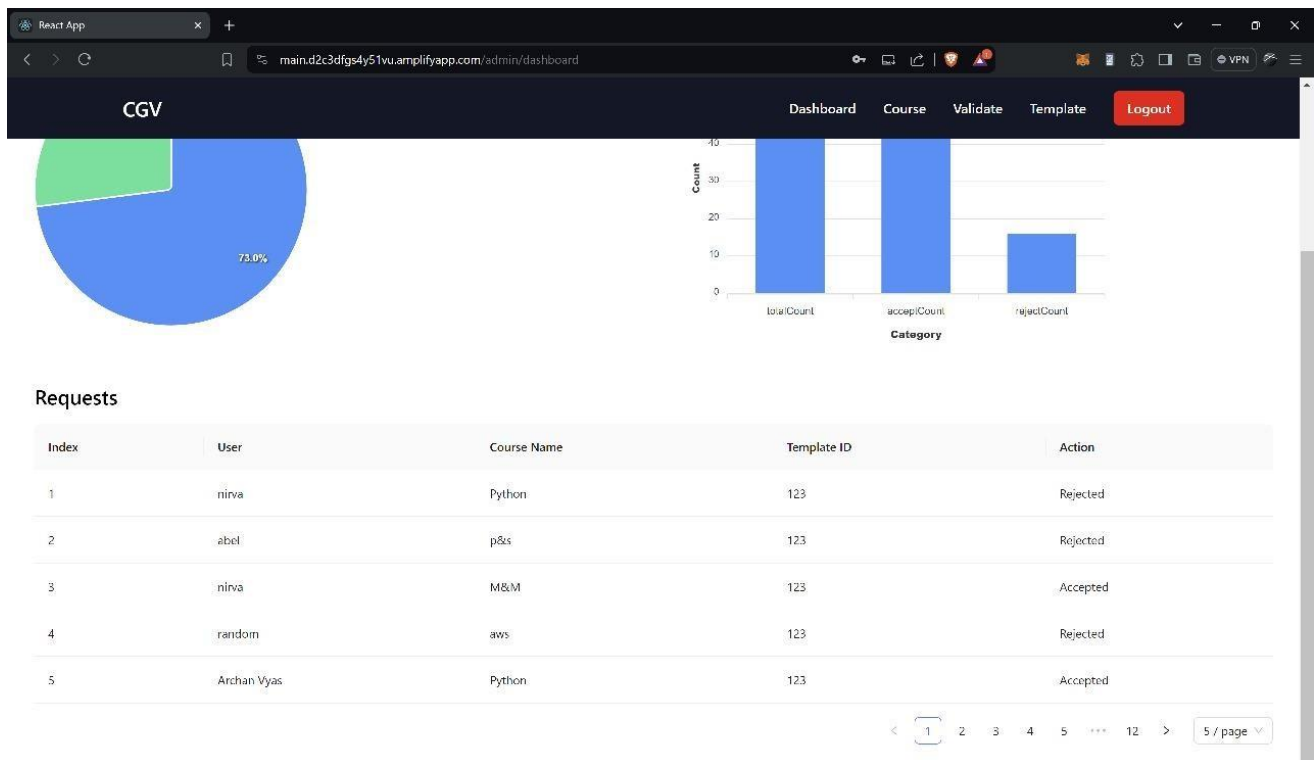 React App
main.d2c3dfgs4y51vu.amplifyapp.com/admin/dashboard
VPN
CGV Dashboard Course Validate Template Logout
40
30
20
10
0
Count
73.0%
totalCount acceptCount rejectCount
Category
Requests
Index User Course Name Template ID Action
1 nirva Python 123 Rejected
2 abel p&s 123 Rejected
3 nirva M&M 123 Accepted
4 random aws 123 Rejected
5 Archan Vyas Python 123 Accepted
1 2 3 4 5 ··· 12 5 / page